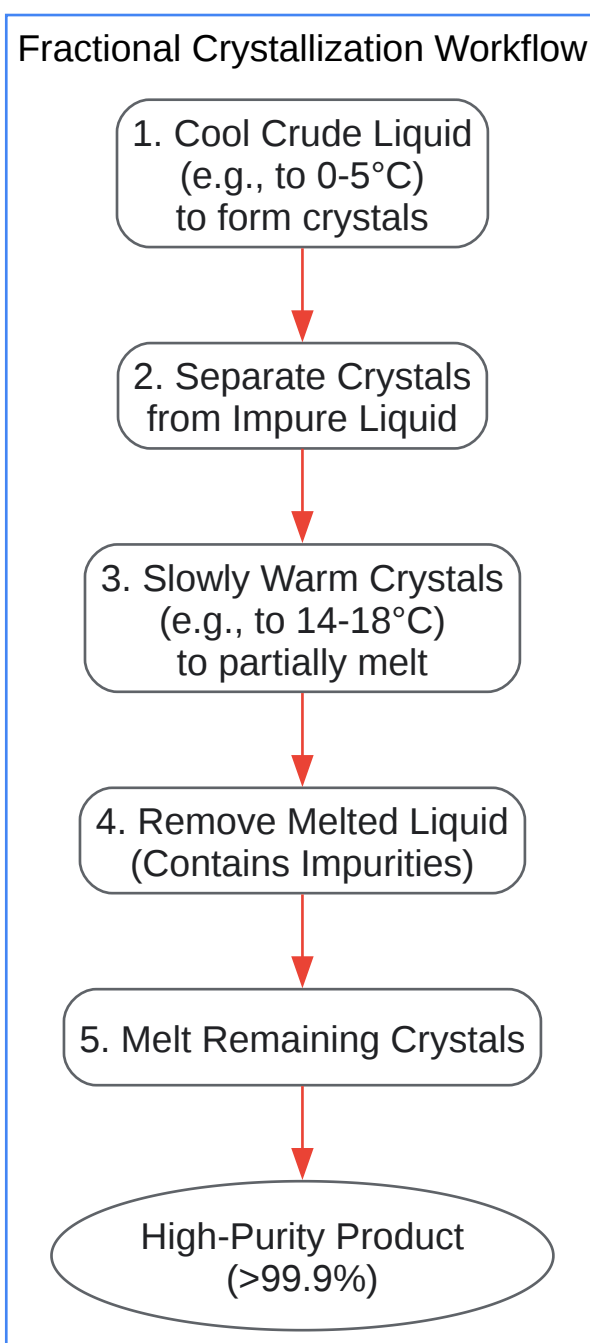 Fractional Crystallization Workflow
1. Cool Crude Liquid
(e.g., to 0-5°C)
to form crystals
2. Separate Crystals
from Impure Liquid
3. Slowly Warm Crystals
(e.g., to 14-18°C)
to partially melt
4. Remove Melted Liquid
(Contains Impurities)
5. Melt Remaining Crystals
High-Purity Product
(>99.9%)